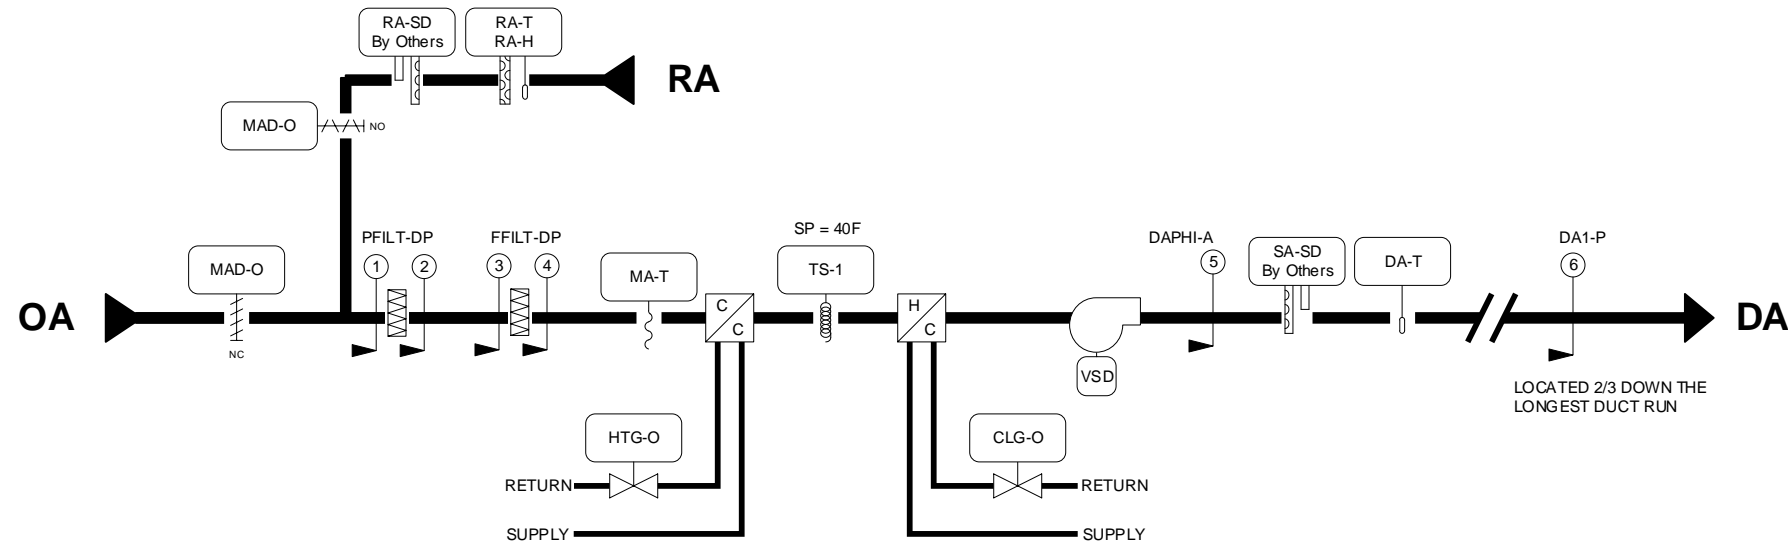 RA-SD
By Others
RA-T
RA-H
RA
MAD-O
NO
OA
MAD-O
NC
PFILT-DP
1
2
FFILT-DP
3
4
MA-T
C
C
SP = 40F
TS-1
H
C
VSD
DAPHI-A
5
SA-SD
By Others
DA-T
DA1-P
6
DA
LOCATED 2/3 DOWN THE
LONGEST DUCT RUN
HTG-O
RETURN
SUPPLY
CLG-O
RETURN
SUPPLY